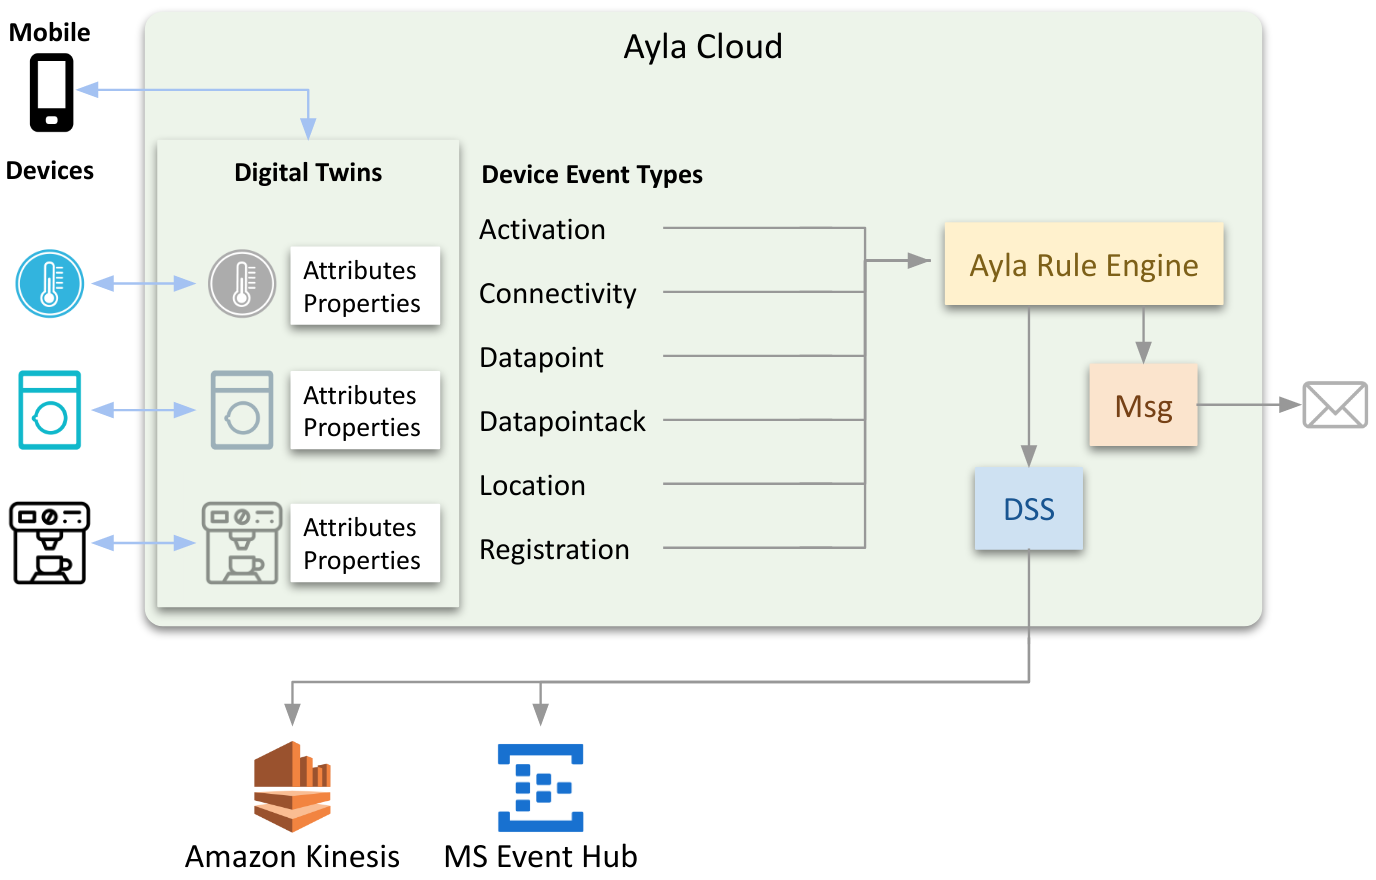 Mobile
Ayla Cloud
Devices
Digital Twins
Device Event Types
Attributes
Properties
Attributes
Properties
Attributes
Properties
Activation
Connectivity
Datapoint
Datapointack
Location
Registration
Ayla Rule Engine
Msg
DSS
Amazon Kinesis
MS Event Hub